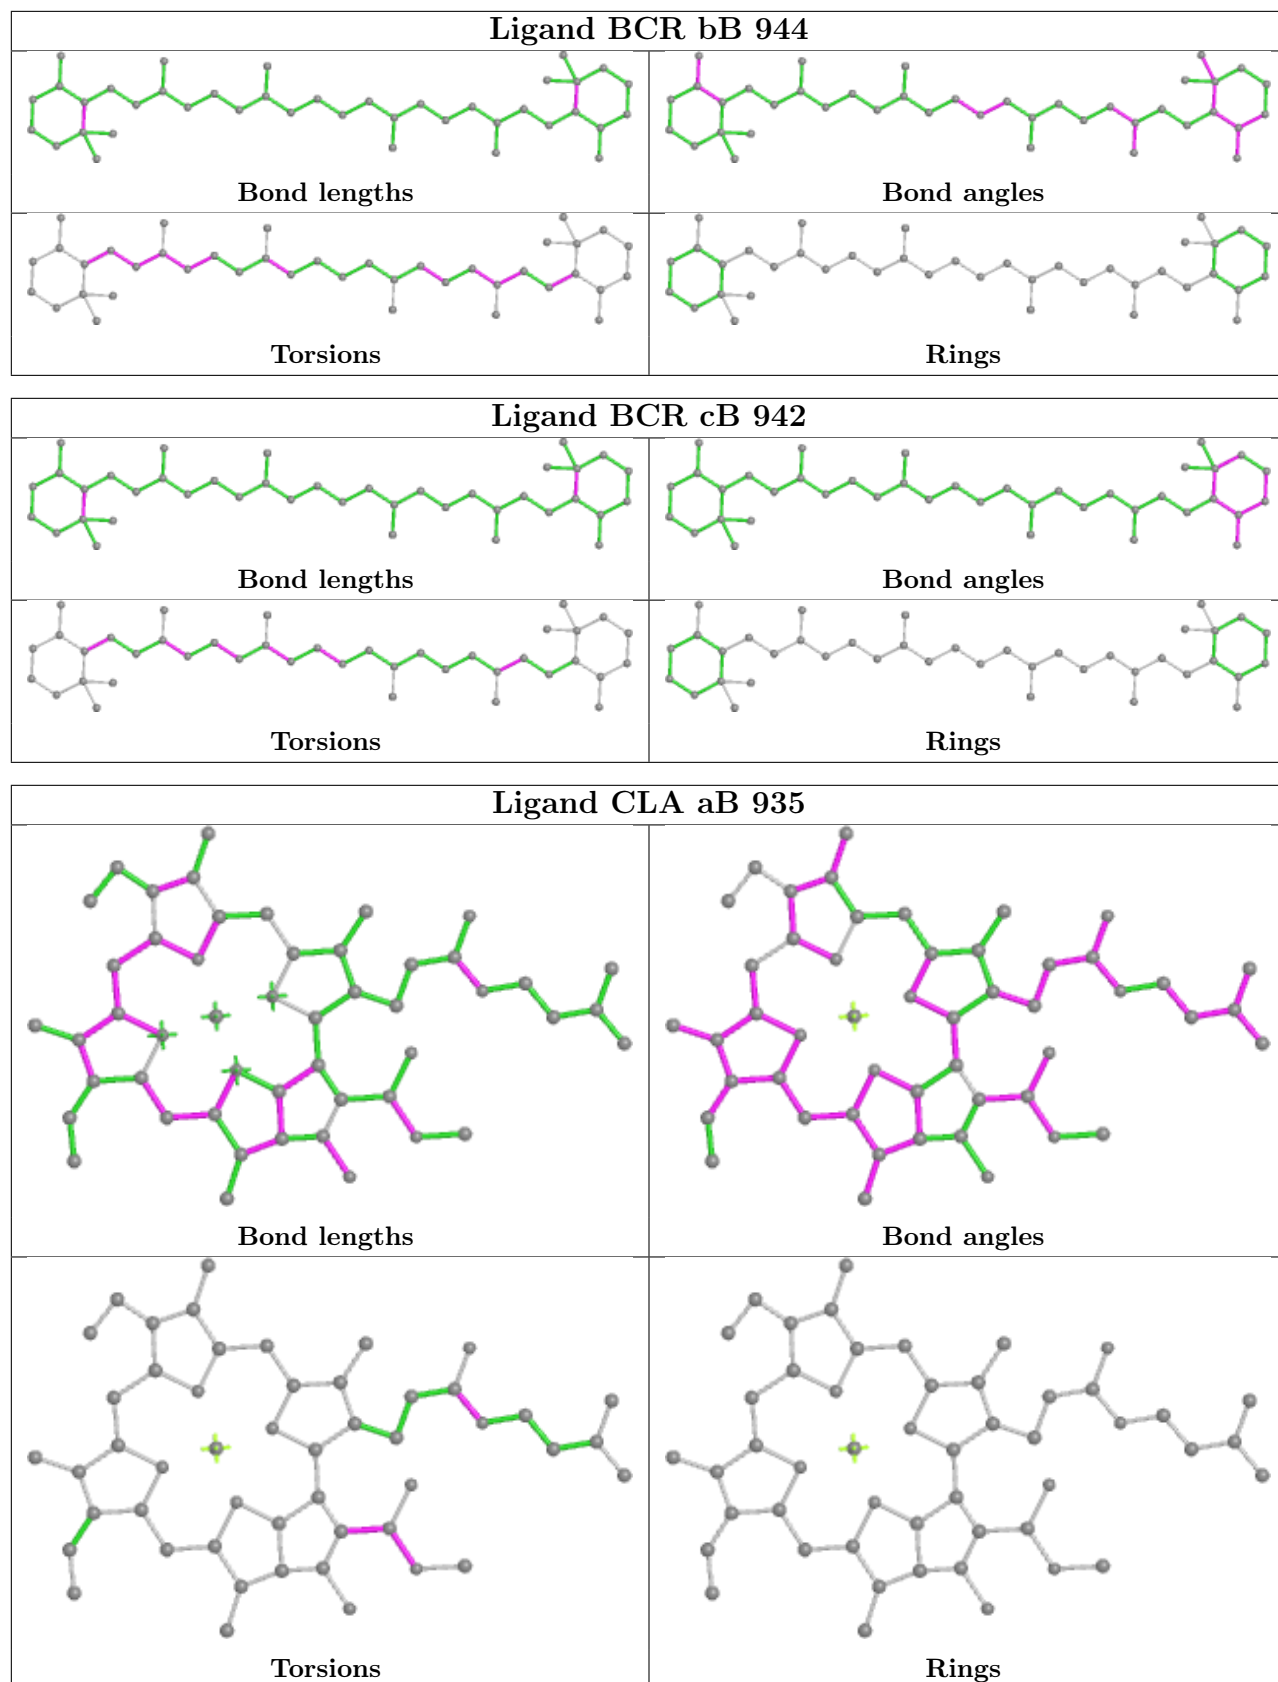 Ligand BCR bB 944
Bond lengths
Bond angles
Torsions
Rings
Ligand BCR cB 942
Bond lengths
Bond angles
Torsions
Rings
Ligand CLA aB 935
Bond lengths
Bond angles
Torsions
Rings